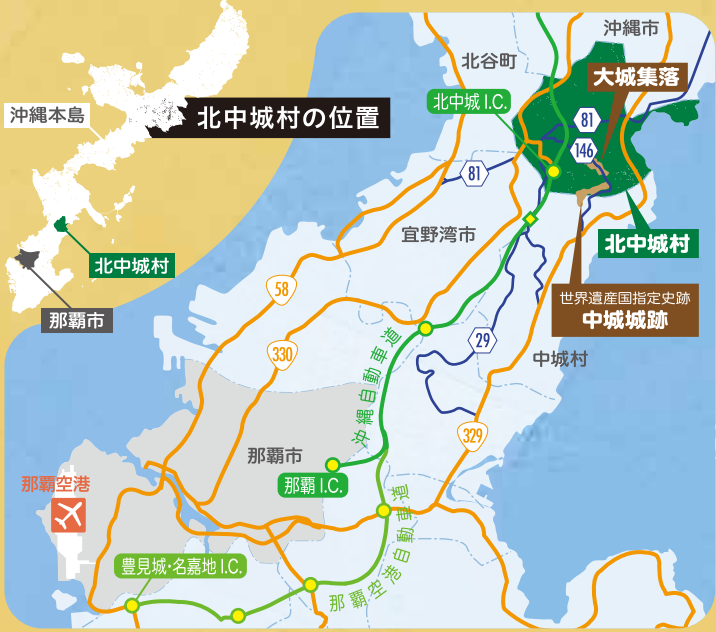 北中城村の位置
沖縄本島
北中城村
那覇市
沖縄市
北谷町
大城集落
北中城 I.C.
81
146
81
宜野湾市
北中城村
世界遺産国指定史跡
中城城跡
58
330
29
中城村
沖縄自動車道
329
那覇市
那覇 I.C.
那覇空港
豊見城・名嘉地 I.C.
那覇空港自動車道